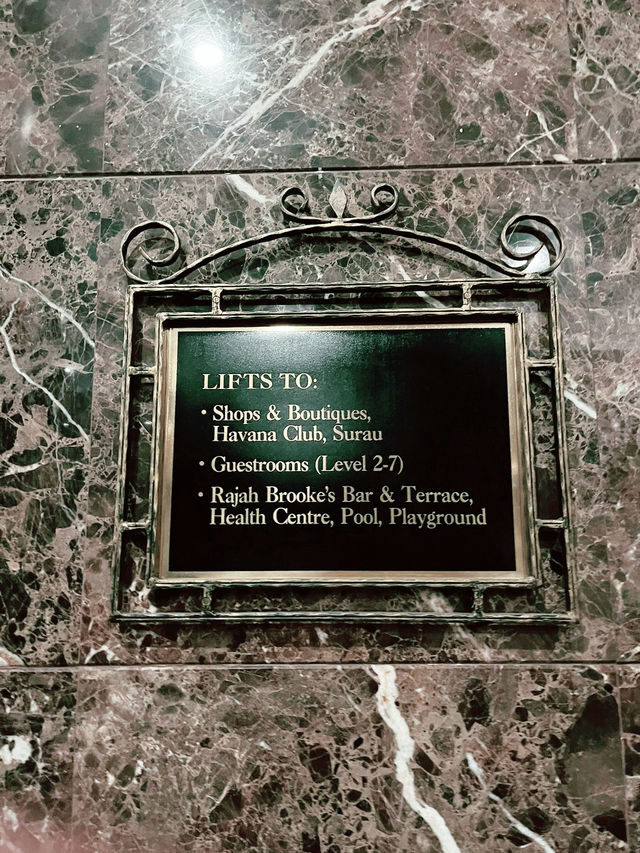 LIFTS TO:
• Shops & Boutiques,
Havana Club, Surau
• Guestrooms (Level 2-7)
• Rajah Brooke's Bar & Terrace,
Health Centre, Pool, Playground